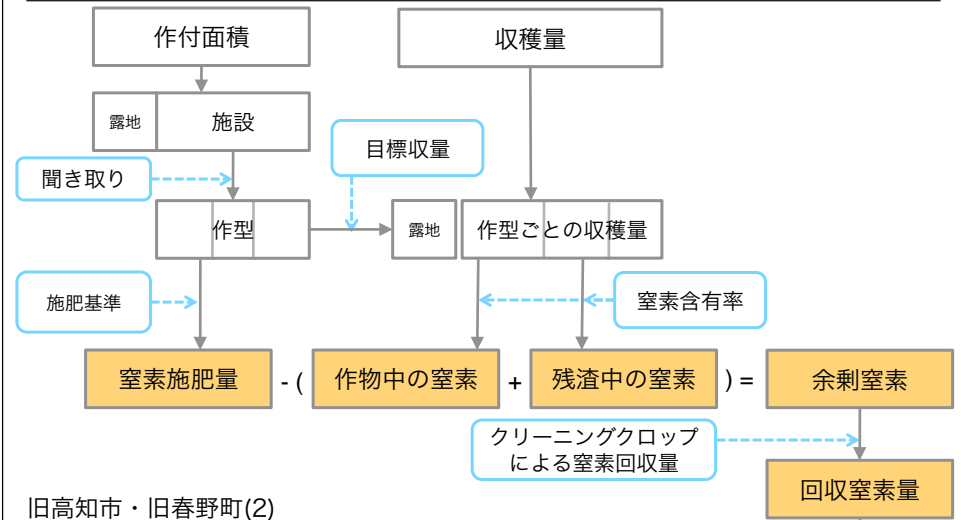 作付面積
収穫量
露地
施設
目標収量
聞き取り
作型
露地
作型ごとの収穫量
施肥基準
窒素含有率
窒素施肥量
- (
作物中の窒素
+
残渣中の窒素
) =
余剰窒素
クリーニングクロップ
による窒素回収量
回収窒素量
旧高知市・旧春野町(2)